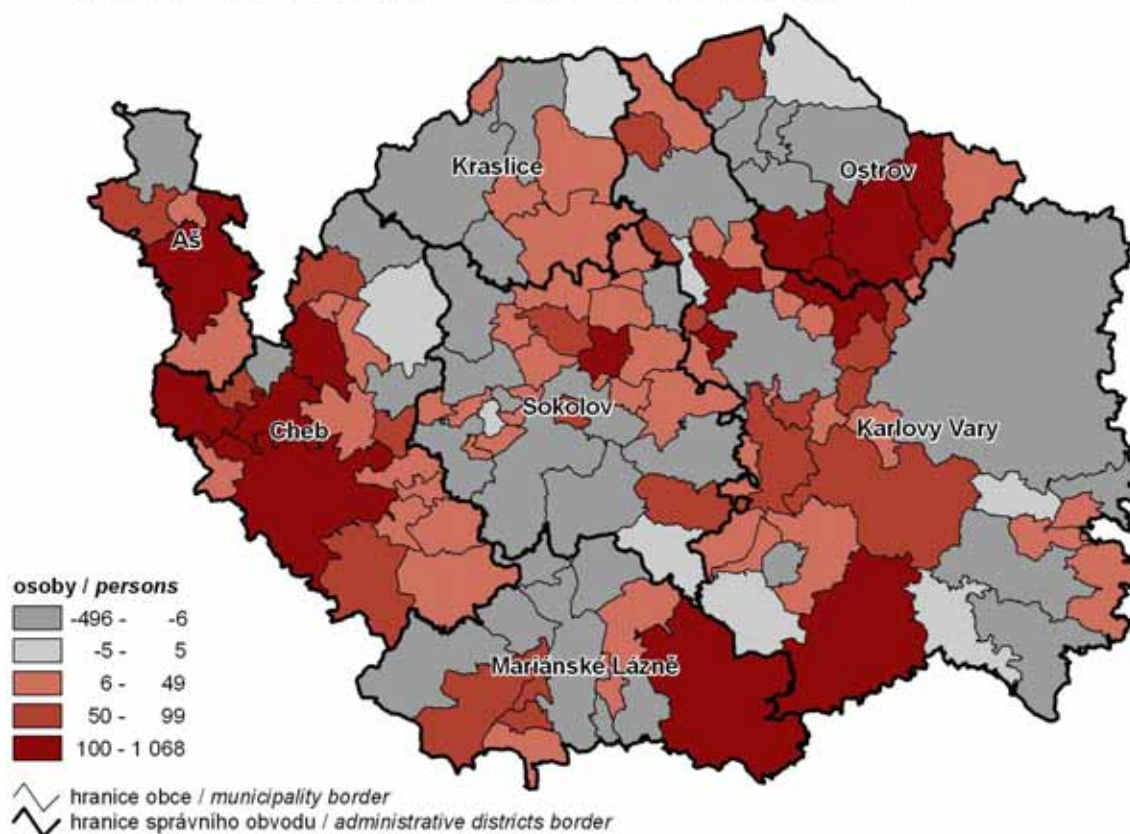 Kraslice
Ostrov
Aš
Cheb
Sokolov
Karlovy Vary
Mariánské Lázně
osoby / persons
-496 - -6
-5 - 5
6 - 49
50 - 99
100 - 1 068
hranice obce / municipality border
hranice správního obvodu / administrative districts border